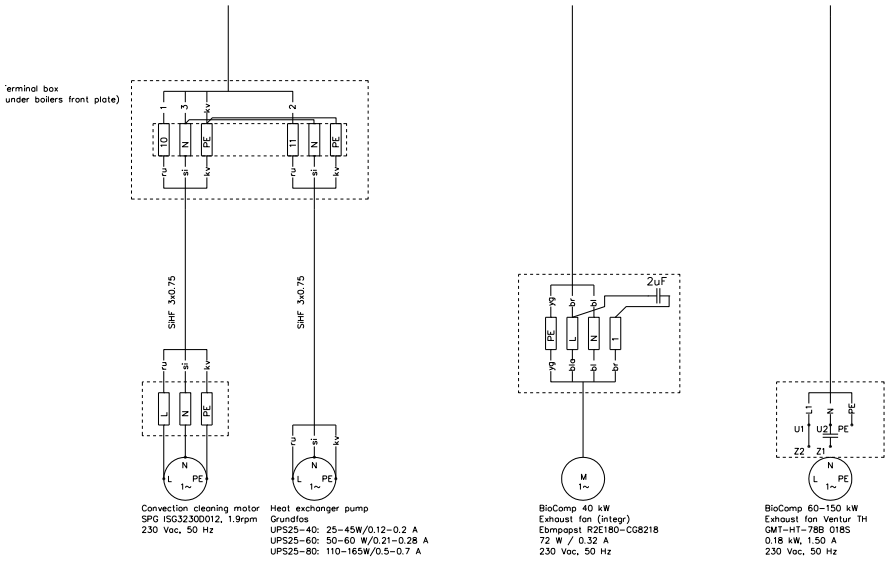 erminal box
under boilers front plate)
1
3
kv
2
10
N
PE
11
N
PE
ru
si
kv
ru
si
kv
SiHF 3x0.75
SiHF 3x0.75
2uF
yg
br
bl
PE
L
N
1
yg
bla
bl
br
ru
si
kv
L
N
PE
L1
N
PE
U1
U2
PE
Z2
Z1
ru
si
kv
N
L
PE
1~
N
L
PE
1~
M
1~
N
L
PE
1~
Convection cleaning motor
SPG ISG3230D012, 1.9rpm
230 Vac, 50 Hz
Heat exchanger pump
Grundfos
UPS25-40: 25-45W/0.12-0.2 A
UPS25-60: 50-60 W/0.21-0.28 A
UPS25-80: 110-165W/0.5-0.7 A
BioComp 40 kW
Exhaust fan (integr)
Ebmpapst R2E180-CG8218
72 W / 0.32 A
230 Vac, 50 Hz
BioComp 60-150 kW
Exhaust fan Ventur TH
GMT-HT-78B 018S
0.18 kW, 1.50 A
230 Vac, 50 Hz